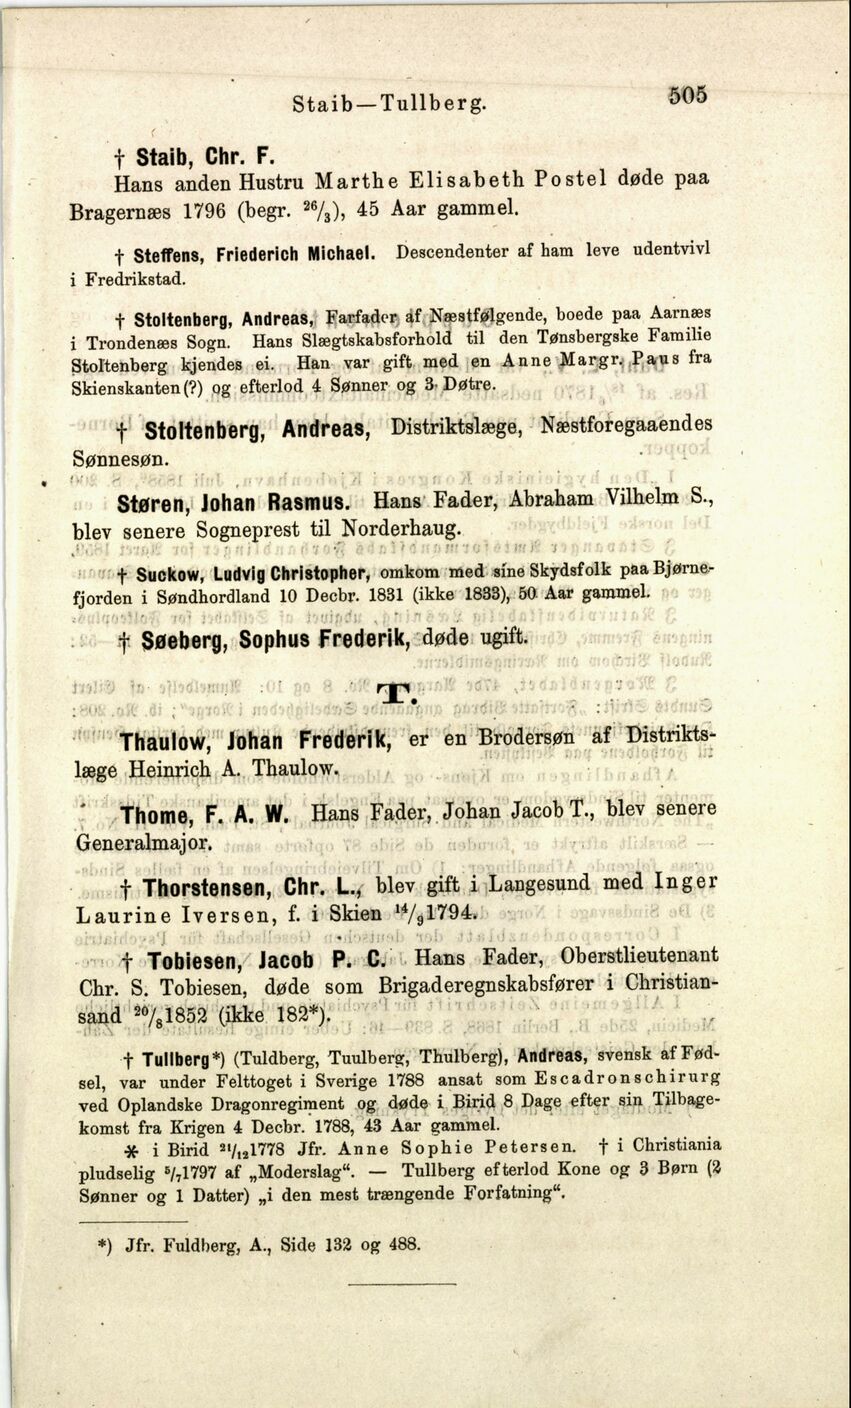 Staib—Tullberg. 505
† Staib, Chr. F.
Hans anden Hustru Marthe Elisabeth Postel døde paa
Bragernæs 1796 (begr. 26/3), 45 Aar gammel.
† Steffens, Friederich Michael. Descendenter af ham leve udentvivl
i Fredrikstad.
† Stoltenberg, Andreas, Farfader af Næstfølgende, boede paa Aarnæs
i Trondenæs Sogn. Hans Slægtskabsforhold til den Tønsbergske Familie
Stoltenberg kjendes ei. Han var gift med en Anne Margr. Paus fra
Skienskanten(?) og efterlod 4 Sønner og 3 Døtre.
† Stoltenberg, Andreas, Distriktslæge, Næstforegaaendes
Sønnesøn.
Støren, Johan Rasmus. Hans Fader, Abraham Vilhelm S.,
blev senere Sogneprest til Norderhaug.
† Suckow, Ludvig Christopher, omkom med sine Skydsfolk paa Bjørne-
fjorden i Søndhordland 10 Decbr. 1831 (ikke 1833), 50 Aar gammel.
† Søeberg, Sophus Frederik, døde ugift.
T.
Thaulow, Johan Frederik, er en Brodersøn af Distrikts-
læge Heinrich A. Thaulow.
Thome, F. A. W. Hans Fader, Johan Jacob T., blev senere
Generalmajor.
† Thorstensen, Chr. L., blev gift i Langesund med Inger
Laurine Iversen, f. i Skien 14/9 1794.
† Tobiesen, Jacob P. C. Hans Fader, Oberstlieutenant
Chr. S. Tobiesen, døde som Brigaderegnskabsfører i Christian-
sand 20/8 1852 (ikke 182*).
† Tullberg*) (Tuldberg, Tuulberg, Thulberg), Andreas, svensk af Fød-
sel, var under Felttoget i Sverige 1788 ansat som Escadronschirurg
ved Oplandske Dragonregiment og døde i Birid 8 Dage efter sin Tilbage-
komst fra Krigen 4 Decbr. 1788, 43 Aar gammel.
* i Birid 21/12 1778 Jfr. Anne Sophie Petersen. † i Christiania
pludselig 5/7 1797 af „Moderslag“. — Tullberg efterlod Kone og 3 Børn (2
Sønner og 1 Datter) „i den mest trængende Forfatning“.
*) Jfr. Fuldberg, A., Side 132 og 488.